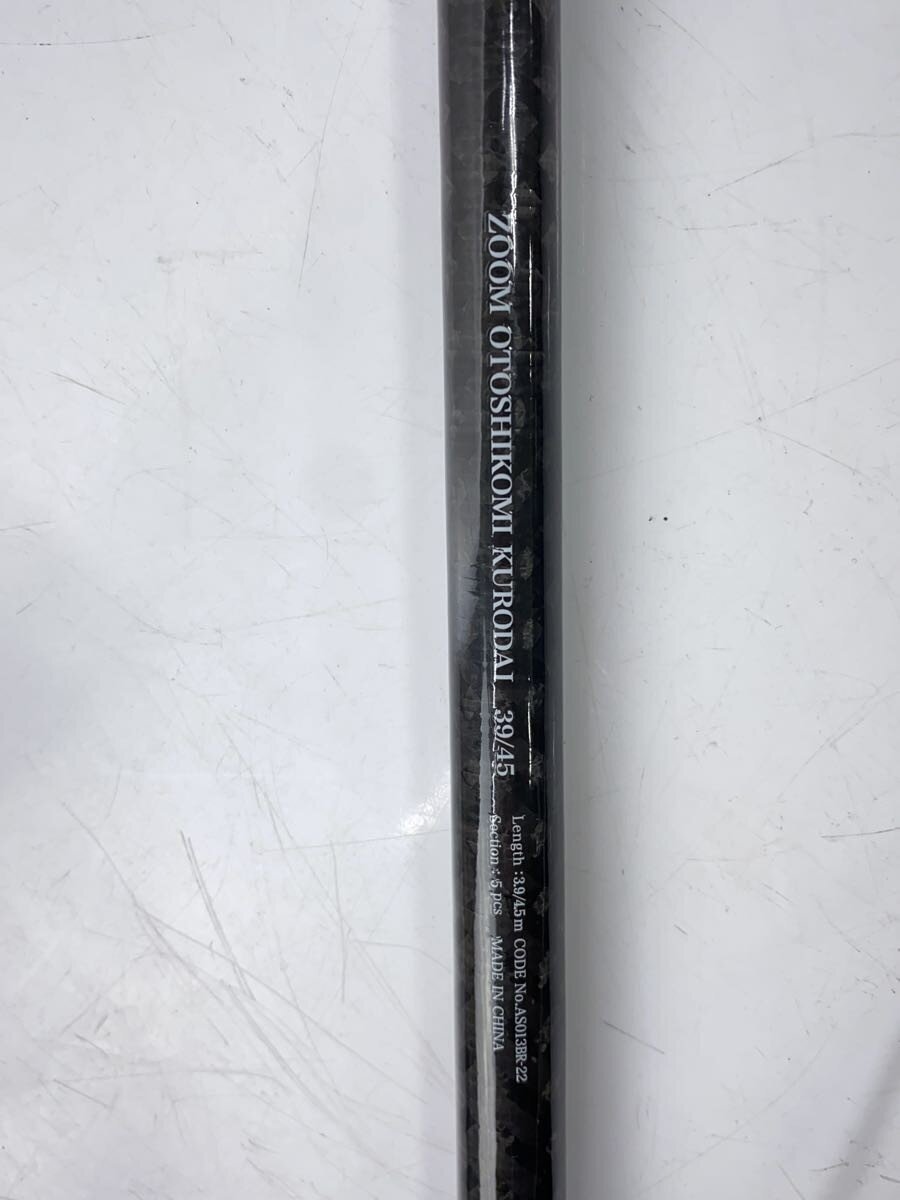 ZOOM OTOSHIKOMI KURODAI 39/45
Length : 3.9/4.5 m CODE No.AS013BR-22
Section : 5 pcs MADE IN CHINA